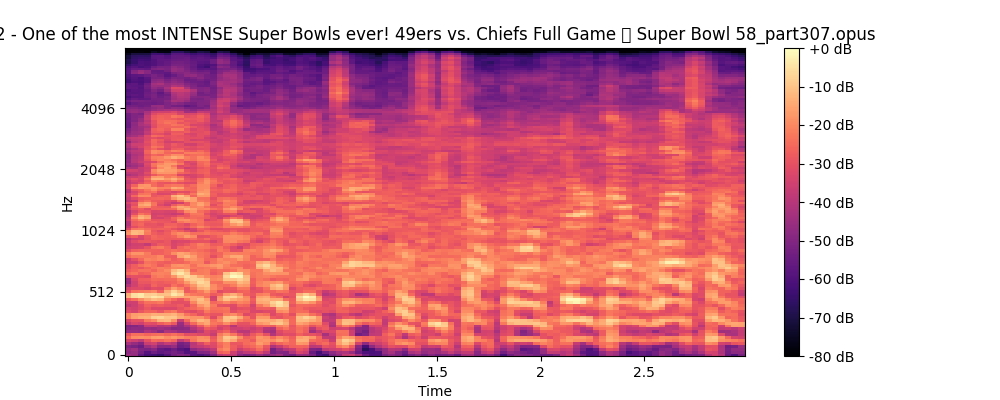 2 - One of the most INTENSE Super Bowls ever! 49ers vs. Chiefs Full Game 🏈 Super Bowl 58_part307.opus
+0 dB
4096
-10 dB
-20 dB
2048
-30 dB
Hz
1024
-40 dB
-50 dB
512
-60 dB
-70 dB
0
-80 dB
0
0.5
1
1.5
2
2.5
Time